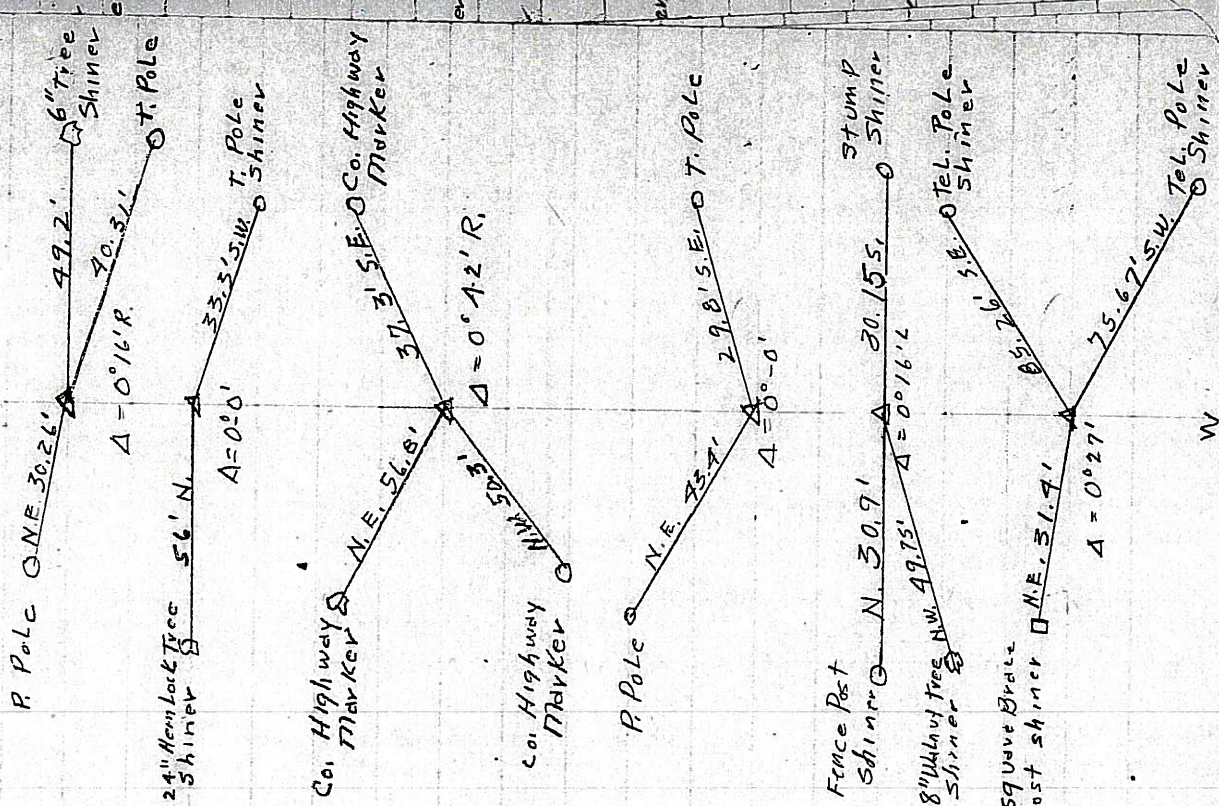 P. Pole
N.E. 30.26'
49.2'
6" Tree
Shiner
40.31'
T. Pole
Δ = 0°16' R.
24" Hemlock Tree
Shiner
56' N.
33.3' S.W.
T. Pole
Shiner
Δ = 0°0'
Co. Highway
Marker
N.E. 56.8'
37.3' S.E.
Co. Highway
Marker
Δ = 0° 42' R.
N.W. 50.3'
Co. Highway
Marker
P. Pole
N.E. 43.4'
29.8' S.E.
T. Pole
Δ = 0°-0'
Fence Post
Shiner
N. 30.9'
30.15 S.
Stump
Shiner
Δ = 0°16' L
8" Walnut Tree
Shiner
N.W. 49.75'
85.26' S.E.
Tel. Pole
Shiner
Square
Post Shiner
N.E. 31.4'
75.67' S.W.
Tel. Pole
Shiner
Δ = 0°27'
W